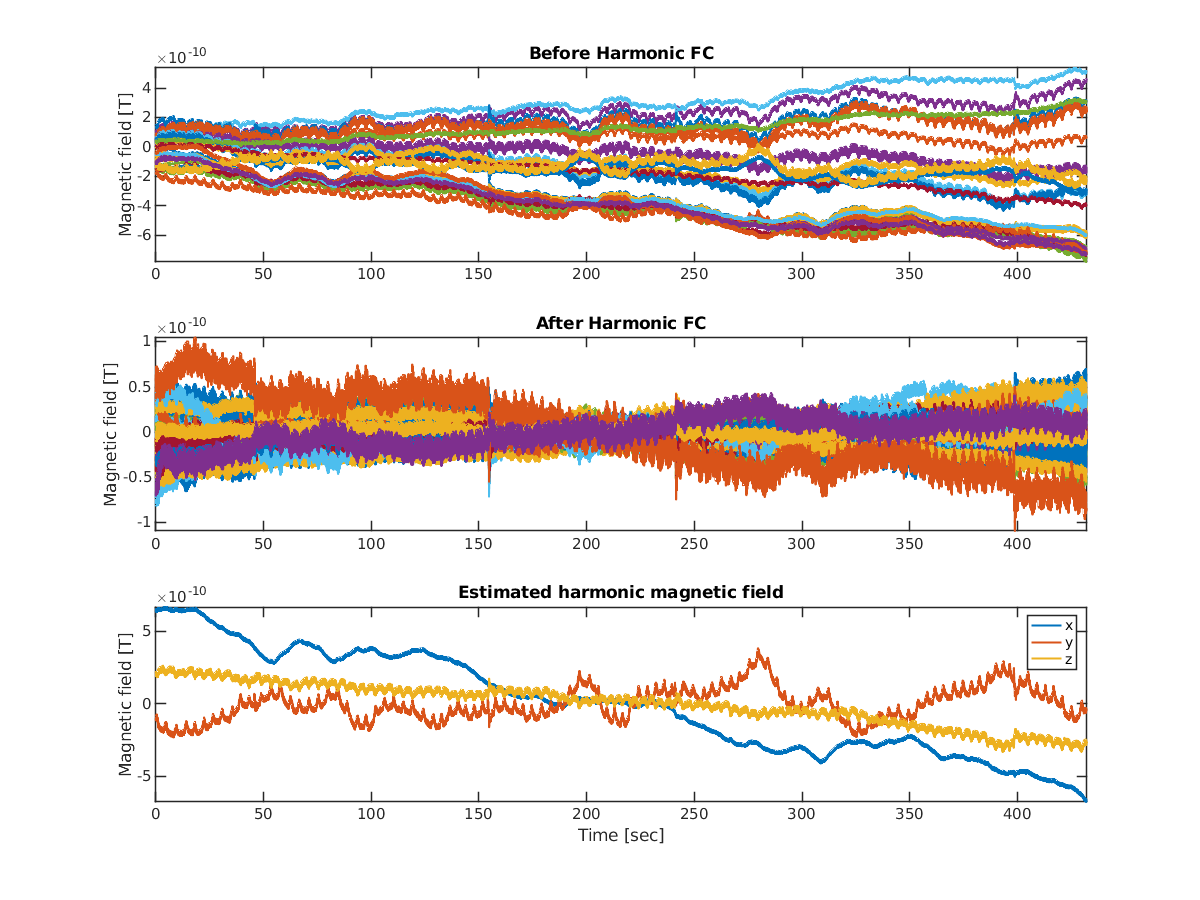 Before Harmonic FC
×10^-10
Magnetic field [T]
4
2
0
-2
-4
-6
0 50 100 150 200 250 300 350 400
After Harmonic FC
×10^-10
Magnetic field [T]
1
0.5
0
-0.5
-1
0 50 100 150 200 250 300 350 400
Estimated harmonic magnetic field
×10^-10
Magnetic field [T]
5
0
-5
x
y
z
0 50 100 150 200 250 300 350 400
Time [sec]